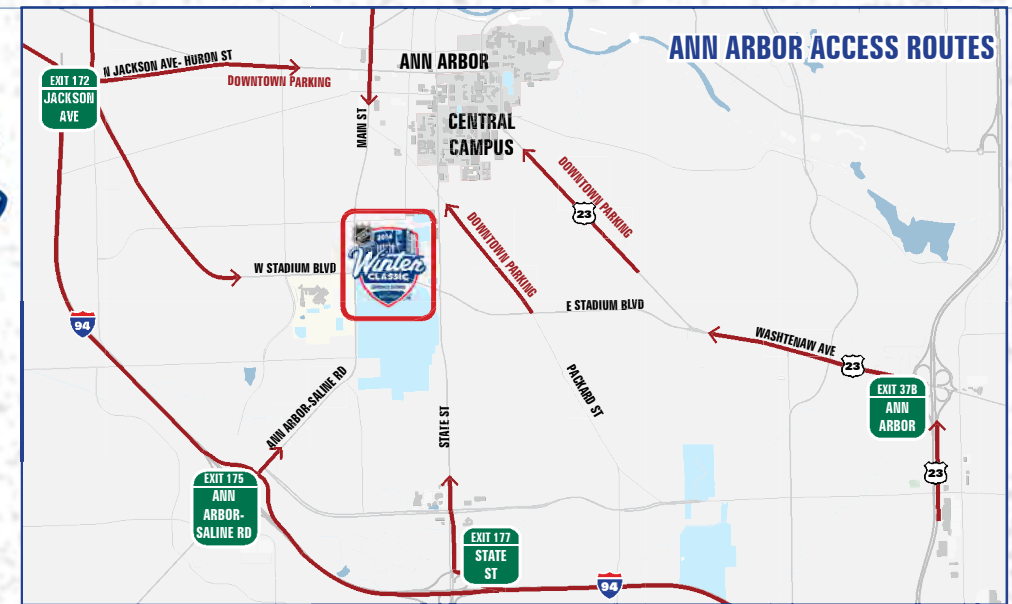 ANN ARBOR ACCESS ROUTES
N JACKSON AVE- HURON ST
DOWNTOWN PARKING
EXIT 172
JACKSON
AVE
MAIN ST
ANN ARBOR
CENTRAL
CAMPUS
DOWNTOWN PARKING
23
DOWNTOWN PARKING
2014
Winter
CLASSIC
W STADIUM BLVD
E STADIUM BLVD
94
WASHTENAW AVE
23
EXIT 37B
ANN
ARBOR
23
ANN ARBOR-SALINE RD
STATE ST
PACKARD ST
EXIT 175
ANN
ARBOR-
SALINE RD
EXIT 177
STATE
ST
94